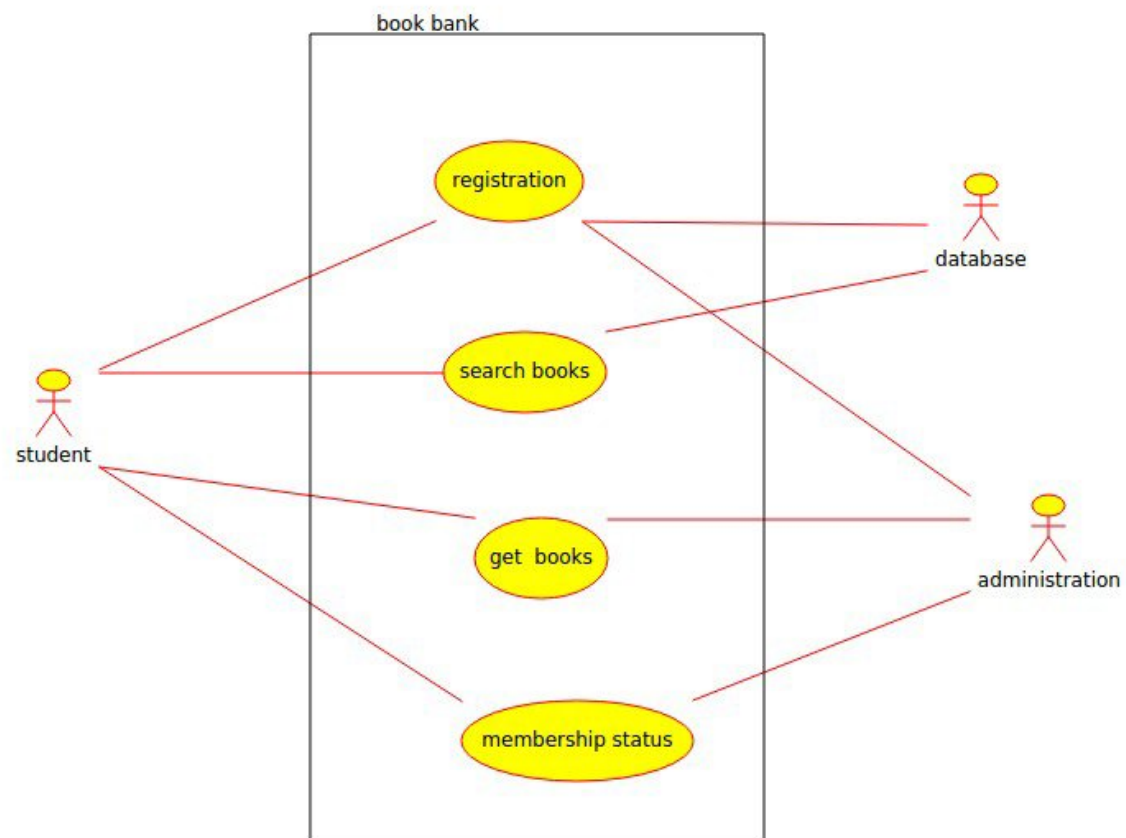 book bank
registration
database
search books
student
get books
administration
membership status